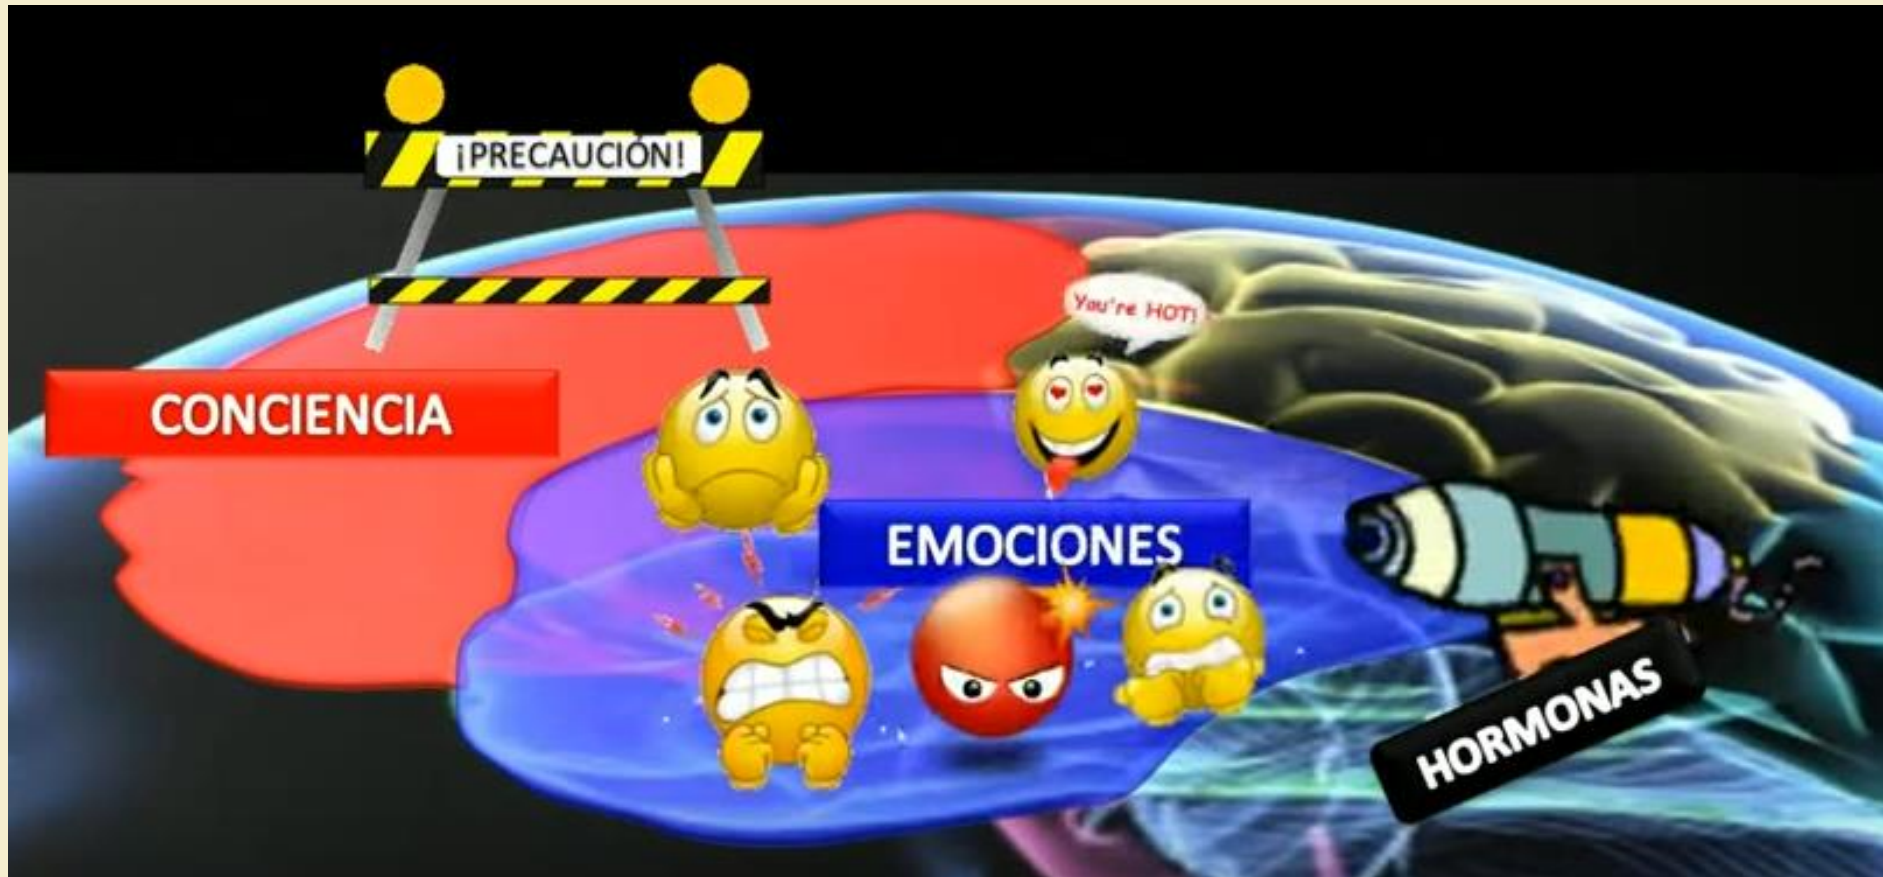 ¡PRECAUCIÓN!
You're HOT!
CONCIENCIA
EMOCIONES
HORMONAS